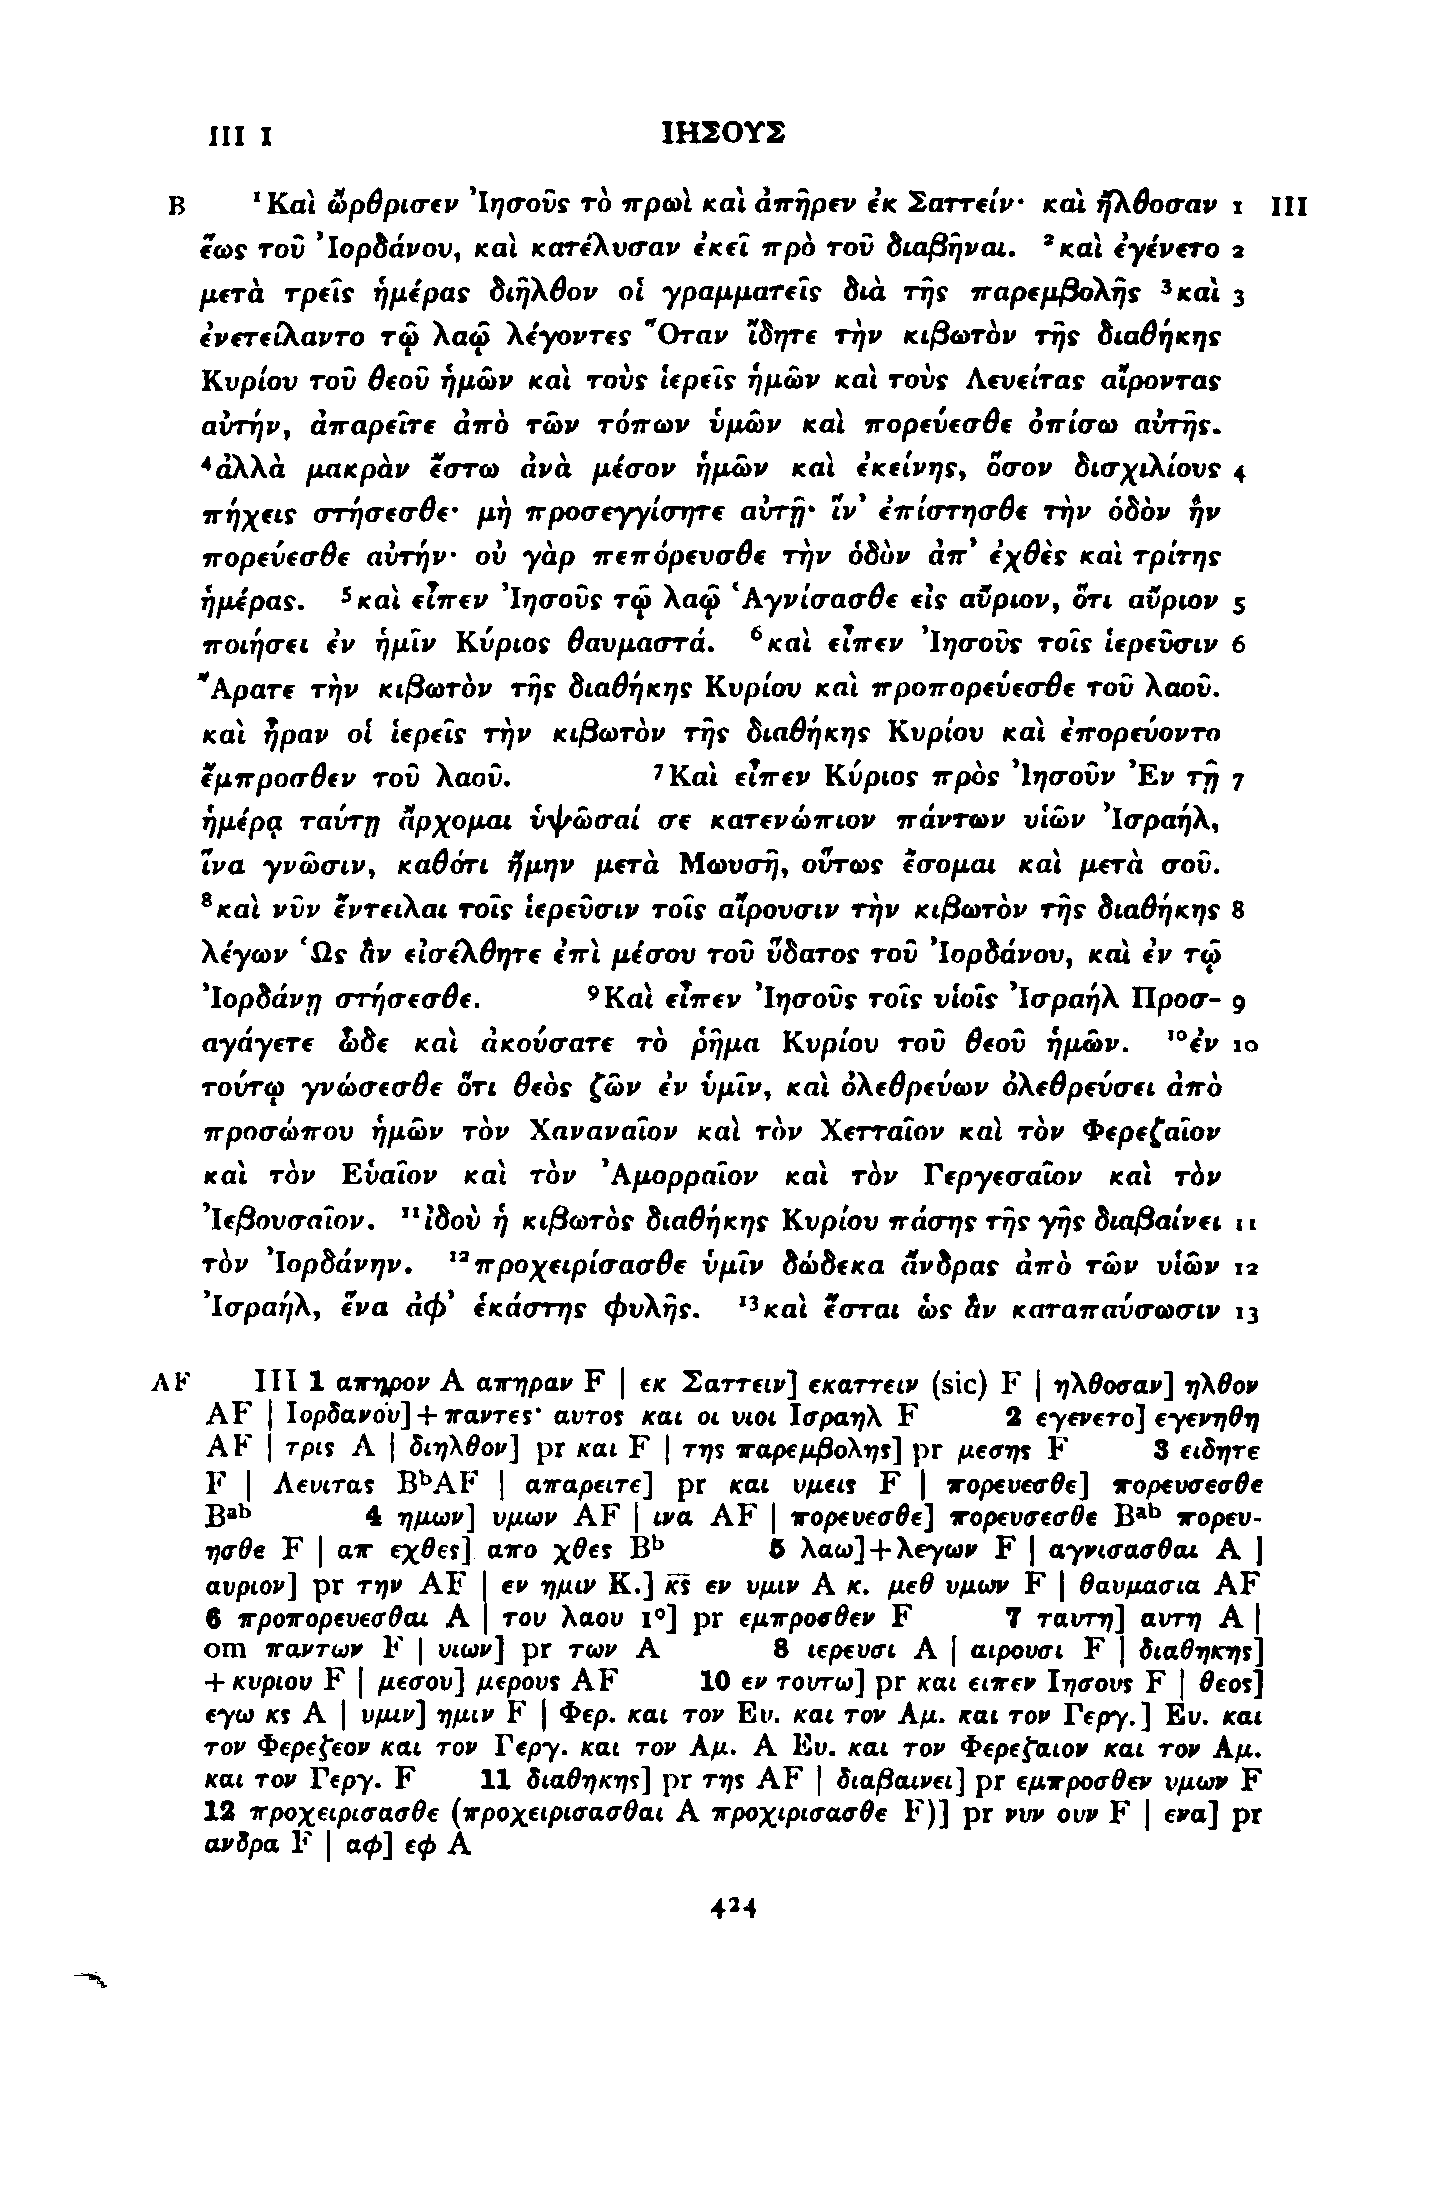 III 1 ΙΗΣΟΥΣ
B ¹Καὶ ὤρθρισεν Ἰησοῦς τὸ πρωὶ καὶ ἀπῆρεν ἐκ Σαττείν· καὶ ἤλθοσαν 1 III
ἕως τοῦ Ἰορδάνου, καὶ κατέλυσαν ἐκεῖ πρὸ τοῦ διαβῆναι. ²καὶ ἐγένετο 2
μετὰ τρεῖς ἡμέρας διῆλθον οἱ γραμματεῖς διὰ τῆς παρεμβολῆς ³καὶ 3
ἐνετείλαντο τῷ λαῷ λέγοντες Ὅταν ἴδητε τὴν κιβωτὸν τῆς διαθήκης
Κυρίου τοῦ θεοῦ ἡμῶν καὶ τοὺς ἱερεῖς ἡμῶν καὶ τοὺς Λευείτας αἴροντας
αὐτήν, ἀπαρεῖτε ἀπὸ τῶν τόπων ὑμῶν καὶ πορεύεσθε ὀπίσω αὐτῆς.
⁴ἀλλὰ μακρὰν ἔστω ἀνὰ μέσον ἡμῶν καὶ ἐκείνης, ὅσον δισχιλίους 4
πήχεις στήσεσθε· μὴ προσεγγίσητε αὐτῇ· ἵν᾽ ἐπίστησθε τὴν ὁδὸν ἣν
πορεύεσθε αὐτήν· οὐ γὰρ πεπόρευσθε τὴν ὁδὸν ἀπ᾽ ἐχθὲς καὶ τρίτης
ἡμέρας. ⁵καὶ εἶπεν Ἰησοῦς τῷ λαῷ Ἁγνίσασθε εἰς αὔριον, ὅτι αὔριον 5
ποιήσει ἐν ἡμῖν Κύριος θαυμαστά. ⁶καὶ εἶπεν Ἰησοῦς τοῖς ἱερεῦσιν 6
Ἄρατε τὴν κιβωτὸν τῆς διαθήκης Κυρίου καὶ προπορεύεσθε τοῦ λαοῦ.
καὶ ἦραν οἱ ἱερεῖς τὴν κιβωτὸν τῆς διαθήκης Κυρίου καὶ ἐπορεύοντο
ἔμπροσθεν τοῦ λαοῦ. ⁷Καὶ εἶπεν Κύριος πρὸς Ἰησοῦν Ἐν τῇ 7
ἡμέρᾳ ταύτῃ ἄρχομαι ὑψῶσαί σε κατενώπιον πάντων υἱῶν Ἰσραήλ,
ἵνα γνῶσιν, καθότι ἤμην μετὰ Μωυσῆ, οὕτως ἔσομαι καὶ μετὰ σοῦ.
⁸καὶ νῦν ἔντειλαι τοῖς ἱερεῦσιν τοῖς αἴρουσιν τὴν κιβωτὸν τῆς διαθήκης 8
λέγων Ὡς ἂν εἰσέλθητε ἐπὶ μέσου τοῦ ὕδατος τοῦ Ἰορδάνου, καὶ ἐν τῷ
Ἰορδάνῃ στήσεσθε. ⁹Καὶ εἶπεν Ἰησοῦς τοῖς υἱοῖς Ἰσραήλ Προσ- 9
αγάγετε ὧδε καὶ ἀκούσατε τὸ ῥῆμα Κυρίου τοῦ θεοῦ ἡμῶν. ¹⁰ἐν 10
τούτῳ γνώσεσθε ὅτι θεὸς ζῶν ἐν ὑμῖν, καὶ ὀλεθρεύων ὀλεθρεύσει ἀπὸ
προσώπου ἡμῶν τὸν Χαναναῖον καὶ τὸν Χετταῖον καὶ τὸν Φερεζαῖον
καὶ τὸν Εὑαῖον καὶ τὸν Ἀμορραῖον καὶ τὸν Γεργεσαῖον καὶ τὸν
Ἰεβουσαῖον. ¹¹ἰδοὺ ἡ κιβωτὸς διαθήκης Κυρίου πάσης τῆς γῆς διαβαίνει 11
τὸν Ἰορδάνην. ¹²προχειρίσασθε ὑμῖν δώδεκα ἄνδρας ἀπὸ τῶν υἱῶν 12
Ἰσραήλ, ἕνα ἀφ᾽ ἑκάστης φυλῆς. ¹³καὶ ἔσται ὡς ἂν καταπαύσωσιν 13
AF III 1 απηρον A απηραν F | εκ Σαττειν] εκαττειν (sic) F | ηλθοσαν] ηλθον
AF | Ιορδανου]+παντες· αυτος και οι υιοι Ισραηλ F 2 εγενετο] εγενηθη
AF | τρις A | διηλθον] pr και F | της παρεμβολης] pr μεσης F 3 ειδητε
F | Λευιτας BᵇAF | απαρειτε] pr και υμεις F | πορευεσθε] πορευσεσθε
Bᵃᵇ 4 ημων] υμων AF | ινα AF | πορευεσθε] πορευσεσθε Bᵃᵇ πορευ-
ησθε F | απ εχθες] απο χθες Bᵇ 5 λαω]+λεγων F | αγνισασθαι A |
αυριον] pr την AF | εν ημιν Κ.] κ̅ς̅ εν υμιν A κ. μεθ υμων F | θαυμασια AF
6 προπορευεσθαι A | του λαου 1°] pr εμπροσθεν F 7 ταυτη] αυτη A |
om παντων F | υιων] pr των A 8 ιερευσι A | αιρουσι F | διαθηκης]
+κυριου F | μεσου] μερους AF 10 εν τουτω] pr και ειπεν Ιησους F | θεος]
εγω κς A | υμιν] ημιν F | Φερ. και τον Ευ. και τον Αμ. και τον Γεργ.] Ευ. και
τον Φερεζεον και τον Γεργ. και τον Αμ. A Ευ. και τον Φερεζαιον και τον Αμ.
και τον Γεργ. F 11 διαθηκης] pr της AF | διαβαινει] pr εμπροσθεν υμων F
12 προχειρισασθε (προχειρισασθαι A προχιρισασθε F)] pr νυν ουν F | ενα] pr
ανδρα F | αφ] εφ A
424